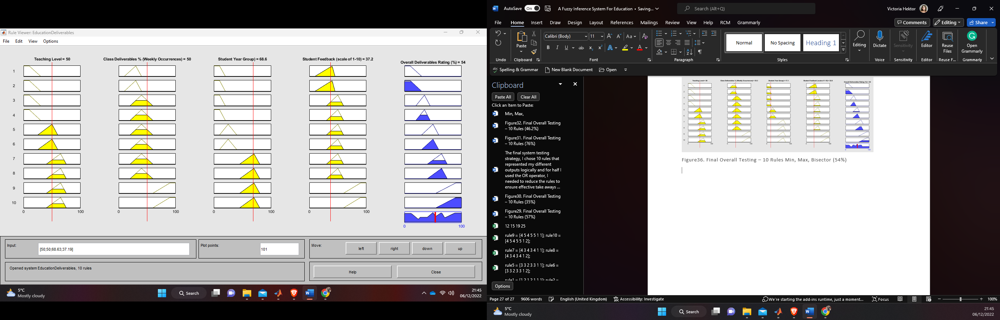 Rule Viewer: EducationDeliverables
File Edit View Options
Teaching Level = 50
Class Deliverables % (Weekly Occurrences) = 50
Student Year Group) = 68.6
Student Feedback (scale of 1-10) = 37.2
Overall Deliverables Rating (%) = 54
1
2
3
4
5
6
7
8
9
10
0 100
0 100
0 100
0 100
0 100
Input:
[50;50;68.63;37.19]
Plot points:
101
Move:
left
right
down
up
Opened system EducationDeliverables, 10 rules
Help
Close
5°C
Mostly cloudy
Search
21:45
06/12/2022
AutoSave On
A Fuzzy Inference System For Education • Saving...
Search (Alt+Q)
Victoria Hektor
File Home Insert Draw Design Layout References Mailings Review View Help RCM Grammarly
Comments
Editing
Share
Undo
Paste
Clipboard
Calibri (Body)
11
Font
Paragraph
Normal
No Spacing
Heading 1
Styles
Editing
Dictate
Voice
Sensitivity
Sensitivity
Editor
Editor
Reuse
Files
Reuse F...
Open
Grammarly
Grammarly
Spelling & Grammar
New Blank Document
Open
Clipboard
Paste All
Clear All
Click an Item to Paste:
Min, Max,
Figure32. Final Overall Testing
– 10 Rules (46.2%)
Figure31. Final Overall Testing
– 10 Rules (76%)
The final system testing
strategy, I chose 10 rules that
represented my different
outputs logically and for half I
used the OR operator, I
needed to reduce the rules to
ensure effective take aways ...
Figure30. Final Overall Testing
– 10 Rules (35%)
Figure29. Final Overall Testing
– 10 Rules (57%)
12 15 19 25
rule9 = [4 5 4 5 5 1 1]; rule10 =
[4 5 4 5 5 1 2];
rule7 = [4 3 4 3 4 1 1]; rule8 =
[4 3 4 3 4 1 2];
rule5 = [3 3 2 3 3 1 1]; rule6 =
[3 3 2 3 3 1 2];
rule1 = [1 2 1 2 1 1 1]; rule2 =
Options
Figure36. Final Overall Testing – 10 Rules Min, Max, Bisector (54%)
Page 27 of 27
9606 words
English (United Kingdom)
Accessibility: Investigate
We're starting the add-ins runtime, just a moment...
Focus
100%
5°C
Mostly cloudy
Search
21:45
06/12/2022